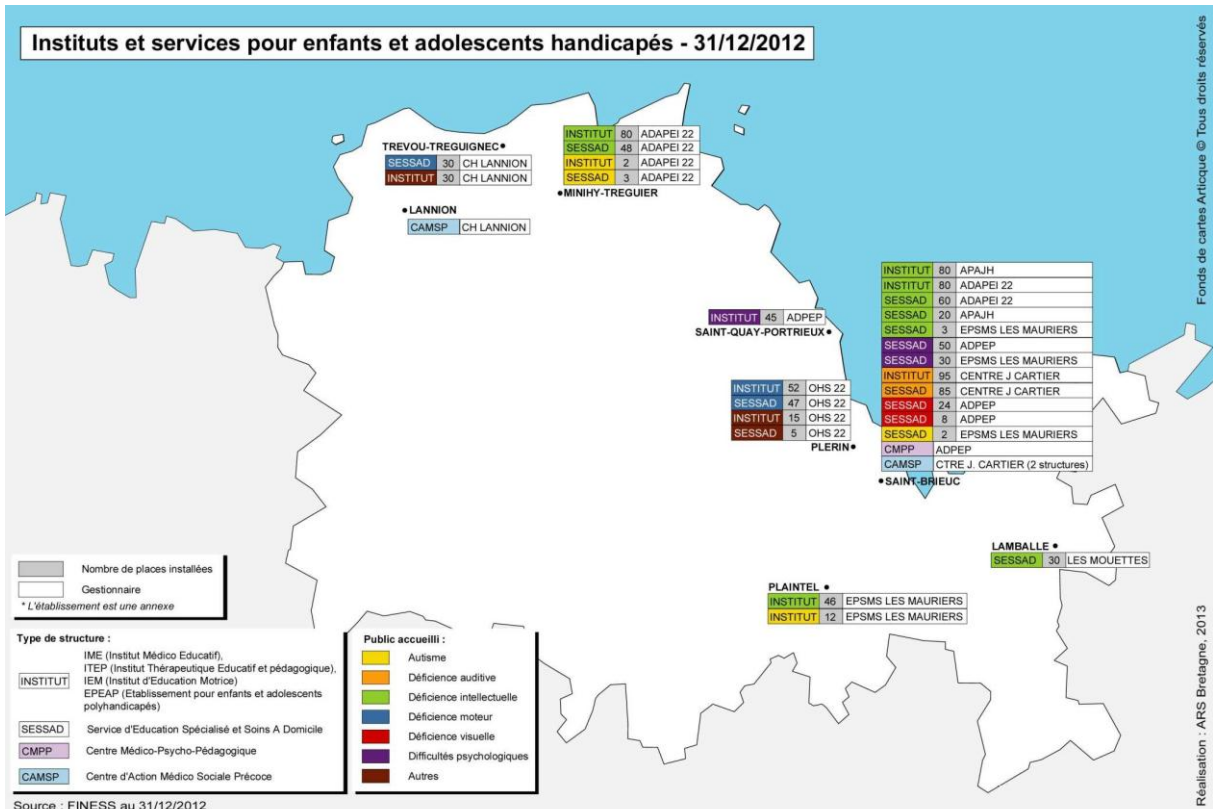 Instituts et services pour enfants et adolescents handicapés - 31/12/2012
Fonds de cartes Articque © Tous droits réservés
TREVOU-TREGUIGNEC
SESSAD 30 CH LANNION
INSTITUT 30 CH LANNION
INSTITUT 80 ADAPEI 22
SESSAD 48 ADAPEI 22
INSTITUT 2 ADAPEI 22
SESSAD 3 ADAPEI 22
MINIHY-TREGUIER
LANNION
CAMSP CH LANNION
INSTITUT 45 ADPEP
SAINT-QUAY-PORTRIEUX
INSTITUT 80 APAJH
INSTITUT 80 ADAPEI 22
SESSAD 60 ADAPEI 22
SESSAD 20 APAJH
SESSAD 3 EPSMS LES MAURIERS
SESSAD 50 ADPEP
SESSAD 30 EPSMS LES MAURIERS
INSTITUT 95 CENTRE J CARTIER
SESSAD 85 CENTRE J CARTIER
SESSAD 24 ADPEP
SESSAD 8 ADPEP
SESSAD 2 EPSMS LES MAURIERS
CMPP ADPEP
CAMSP CTRE J. CARTIER (2 structures)
SAINT-BRIEUC
INSTITUT 52 OHS 22
SESSAD 47 OHS 22
INSTITUT 15 OHS 22
SESSAD 5 OHS 22
PLERIN
LAMBALLE
SESSAD 30 LES MOUETTES
PLAINTEL
INSTITUT 46 EPSMS LES MAURIERS
INSTITUT 12 EPSMS LES MAURIERS
Nombre de places installées
Gestionnaire
* L'établissement est une annexe
Type de structure :
INSTITUT
IME (Institut Médico Educatif),
ITEP (Institut Thérapeutique Educatif et pédagogique),
IEM (Institut d'Education Motrice)
EPEAP (Etablissement pour enfants et adolescents
polyhandicapés)
SESSAD Service d'Education Spécialisé et Soins A Domicile
CMPP Centre Médico-Psycho-Pédagogique
CAMSP Centre d'Action Médico Sociale Précoce
Public accueilli :
Autisme
Déficience auditive
Déficience intellectuelle
Déficience moteur
Déficience visuelle
Difficultés psychologiques
Autres
Source : FINESS au 31/12/2012
Réalisation : ARS Bretagne, 2013